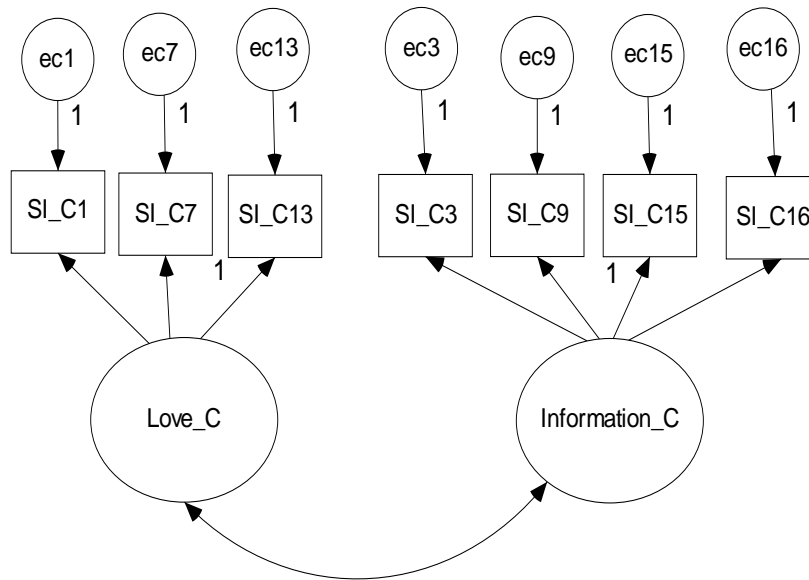 ec1
ec7
ec13
ec3
ec9
ec15
ec16
1
1
1
1
1
1
1
SI_C1
SI_C7
SI_C13
SI_C3
SI_C9
SI_C15
SI_C16
1
1
Love_C
Information_C